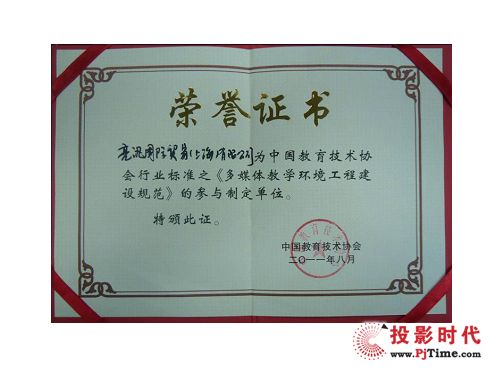 荣誉证书
亮视国际贸易(上海)有限公司为中国教育技术协
会行业标准之《多媒体教学环境工程建
设规范》的参与制定单位。
特颁此证。
中国教育技术协会
二〇一一年八月
投影时代
www.PjTime.com